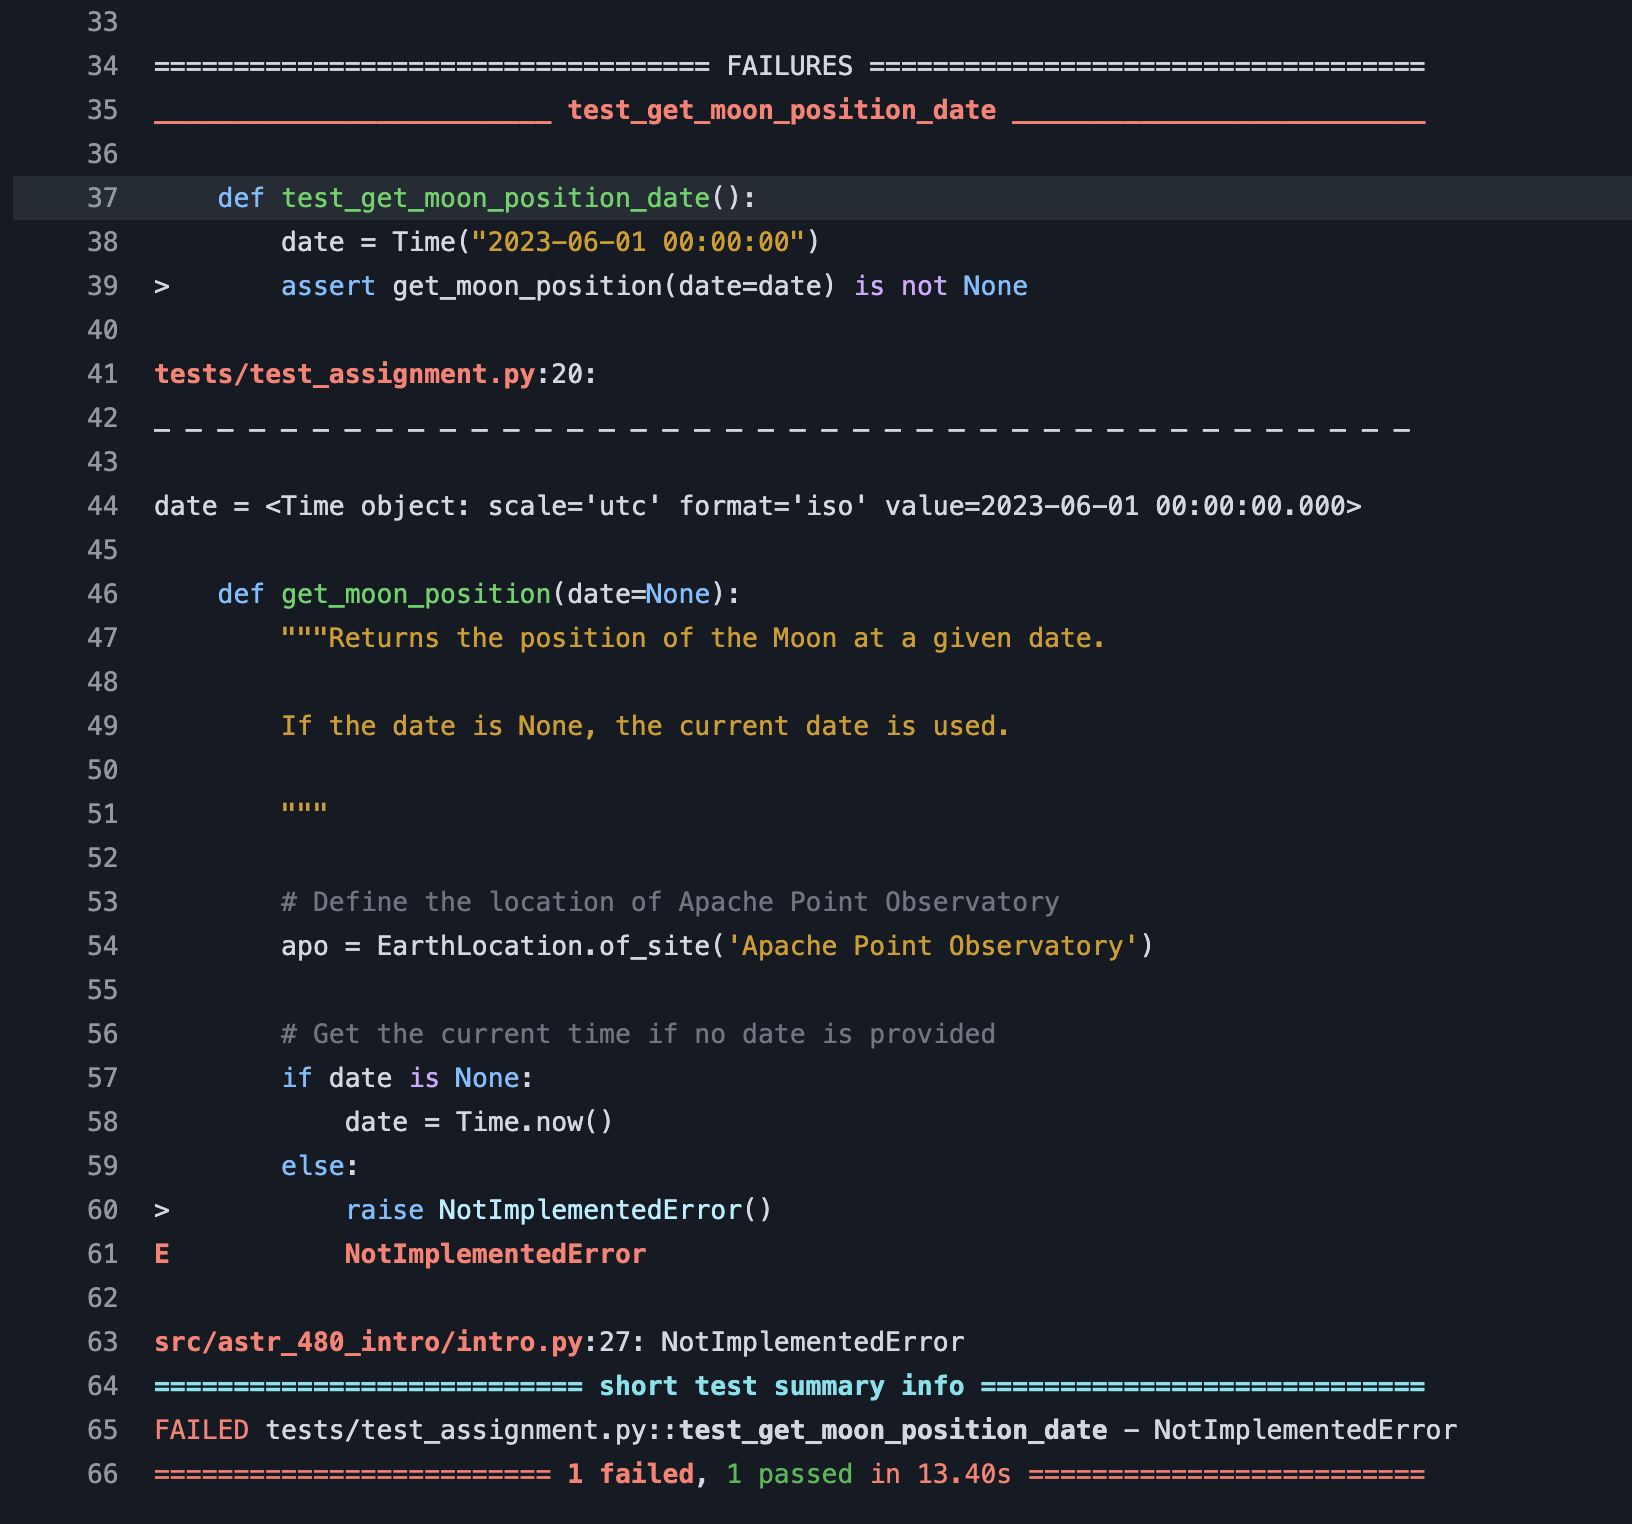 33
34 =================================== FAILURES ===================================
35 _________________________ test_get_moon_position_date __________________________
36
37     def test_get_moon_position_date():
38         date = Time("2023-06-01 00:00:00")
39 >       assert get_moon_position(date=date) is not None
40
41 tests/test_assignment.py:20:
42 _ _ _ _ _ _ _ _ _ _ _ _ _ _ _ _ _ _ _ _ _ _ _ _ _ _ _ _ _ _ _ _ _ _ _ _ _ _ _ _
43
44 date = <Time object: scale='utc' format='iso' value=2023-06-01 00:00:00.000>
45
46     def get_moon_position(date=None):
47         """Returns the position of the Moon at a given date.
48
49         If the date is None, the current date is used.
50
51         """
52
53         # Define the location of Apache Point Observatory
54         apo = EarthLocation.of_site('Apache Point Observatory')
55
56         # Get the current time if no date is provided
57         if date is None:
58             date = Time.now()
59         else:
60 >           raise NotImplementedError()
61 E           NotImplementedError
62
63 src/astr_480_intro/intro.py:27: NotImplementedError
64 =========================== short test summary info ============================
65 FAILED tests/test_assignment.py::test_get_moon_position_date - NotImplementedError
66 ========================= 1 failed, 1 passed in 13.40s =========================